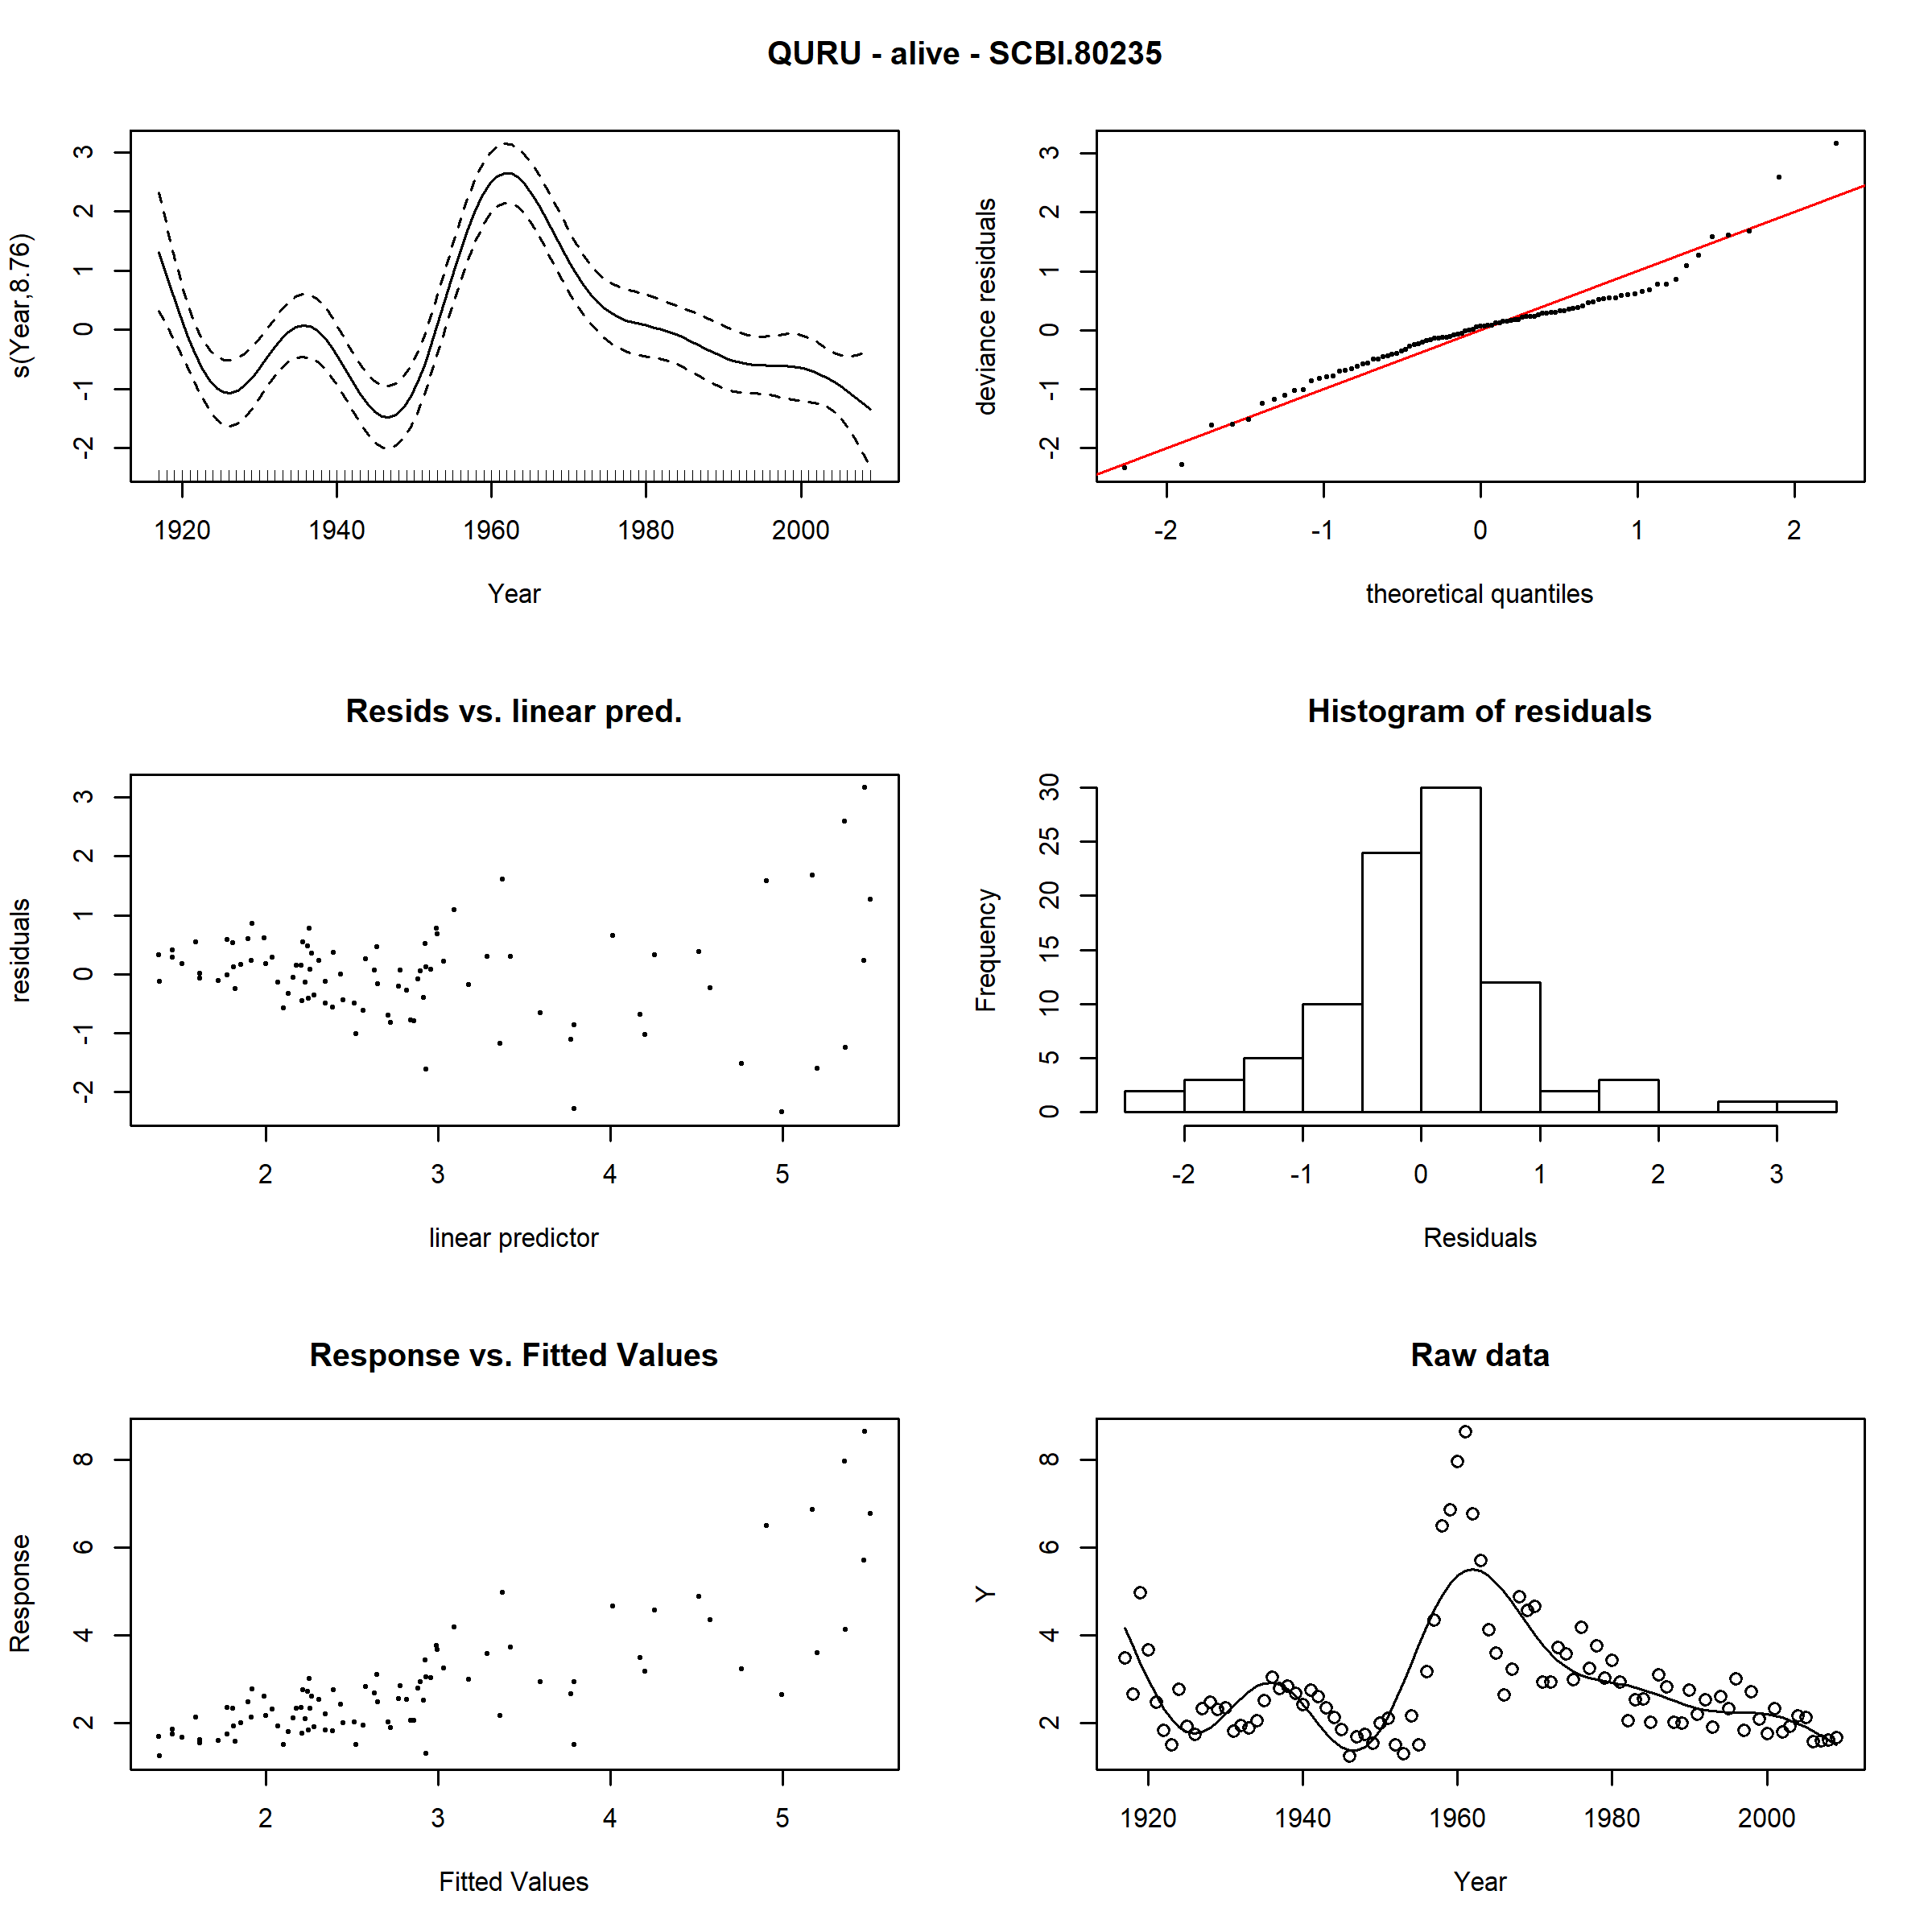 QURU - alive - SCBI.80235
s(Year,8.76)
3
2
1
0
-1
-2
1920 1940 1960 1980 2000
Year
deviance residuals
3
2
1
0
-1
-2
-2 -1 0 1 2
theoretical quantiles
Resids vs. linear pred.
residuals
3
2
1
0
-1
-2
2 3 4 5
linear predictor
Histogram of residuals
Frequency
30
25
20
15
10
5
0
-2 -1 0 1 2 3
Residuals
Response vs. Fitted Values
Response
8
6
4
2
2 3 4 5
Fitted Values
Raw data
Y
8
6
4
2
1920 1940 1960 1980 2000
Year